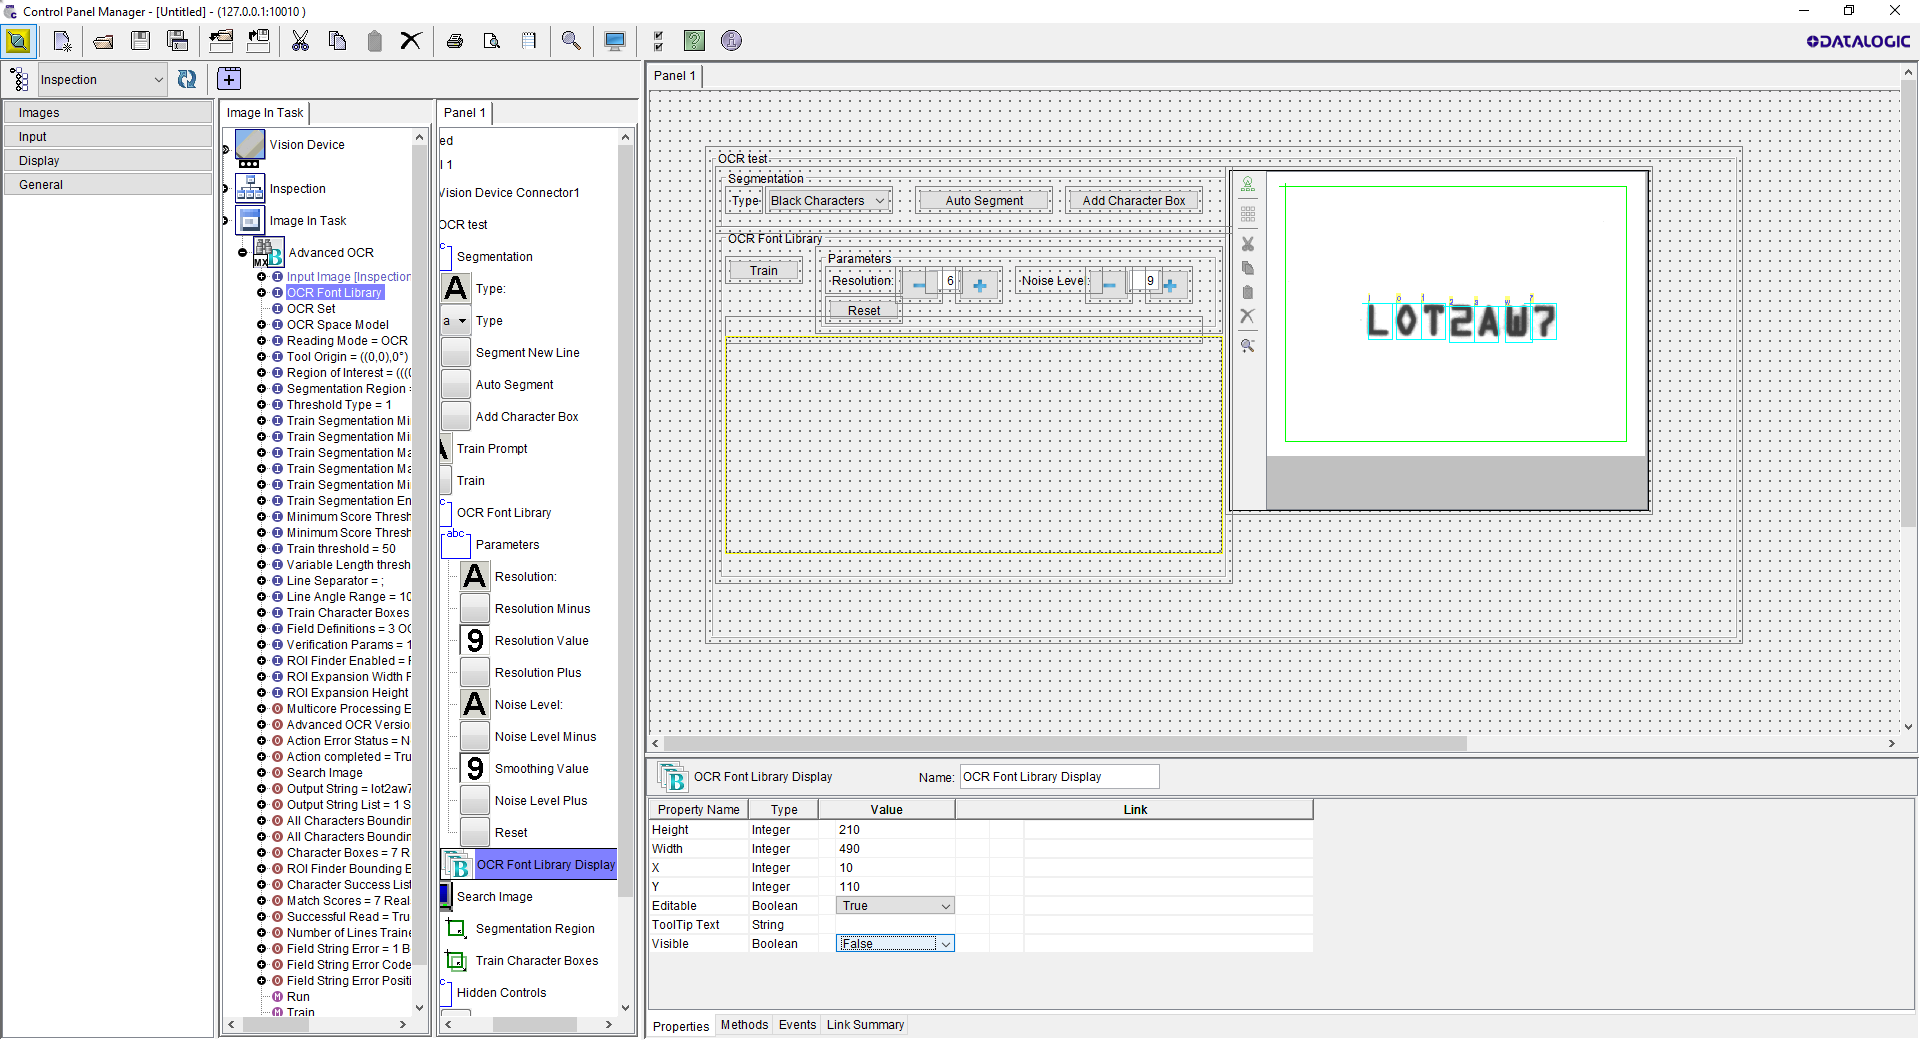 Control Panel Manager - [Untitled] - (127.0.0.1:10010 )
DATALOGIC
Inspection
Images
Input
Display
General
Image In Task
Vision Device
Inspection
Image In Task
Advanced OCR
MX
Input Image [Inspection
OCR Font Library
OCR Set
OCR Space Model
Reading Mode = OCR
Tool Origin = ((0,0),0°)
Region of Interest = (((0
Segmentation Region =
Threshold Type = 1
Train Segmentation Mi
Train Segmentation Mi
Train Segmentation Ma
Train Segmentation Ma
Train Segmentation Mi
Train Segmentation En
Minimum Score Thresh
Minimum Score Thresh
Train threshold = 50
Variable Length thresh
Line Separator = ;
Line Angle Range = 10
Train Character Boxes
Field Definitions = 3 OC
Verification Params = 1
ROI Finder Enabled = F
ROI Expansion Width F
ROI Expansion Height
Multicore Processing E
Advanced OCR Versio
Action Error Status = N
Action completed = Tru
Search Image
Output String = lot2aw7
Output String List = 1 S
All Characters Boundin
All Characters Boundin
Character Boxes = 7 R
ROI Finder Bounding E
Character Success List
Match Scores = 7 Real
Successful Read = Tru
Number of Lines Traine
Field String Error = 1 B
Field String Error Code
Field String Error Positi
Run
Train
Panel 1
ed
l 1
Vision Device Connector1
OCR test
Segmentation
A Type:
a Type
Segment New Line
Auto Segment
Add Character Box
Train Prompt
Train
OCR Font Library
abc
Parameters
A Resolution:
Resolution Minus
9 Resolution Value
Resolution Plus
A Noise Level:
Noise Level Minus
9 Smoothing Value
Noise Level Plus
Reset
OCR Font Library Display
Search Image
Segmentation Region
Train Character Boxes
Hidden Controls
Panel 1
OCR test
Segmentation
Type Black Characters Auto Segment Add Character Box
OCR Font Library
Train
Parameters
Resolution: 6 Noise Level: 9
Reset
LOT2AW7
OCR Font Library Display Name: OCR Font Library Display
Property Name Type Value Link
Height Integer 210
Width Integer 490
X Integer 10
Y Integer 110
Editable Boolean True
ToolTip Text String
Visible Boolean False
Properties Methods Events Link Summary